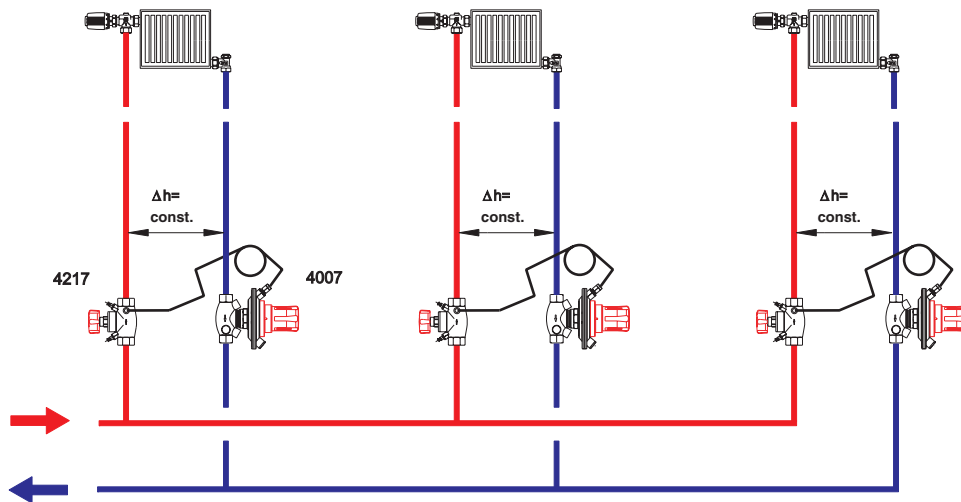 Δh=
const.
Δh=
const.
Δh=
const.
4217
4007